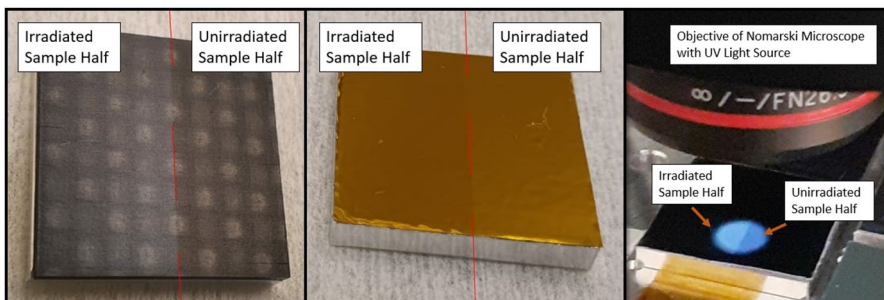 Irradiated
Sample Half
Unirradiated
Sample Half
Irradiated
Sample Half
Unirradiated
Sample Half
Objective of Nomarski Microscope
with UV Light Source
∞/-/FN26.5
Irradiated
Sample Half
Unirradiated
Sample Half